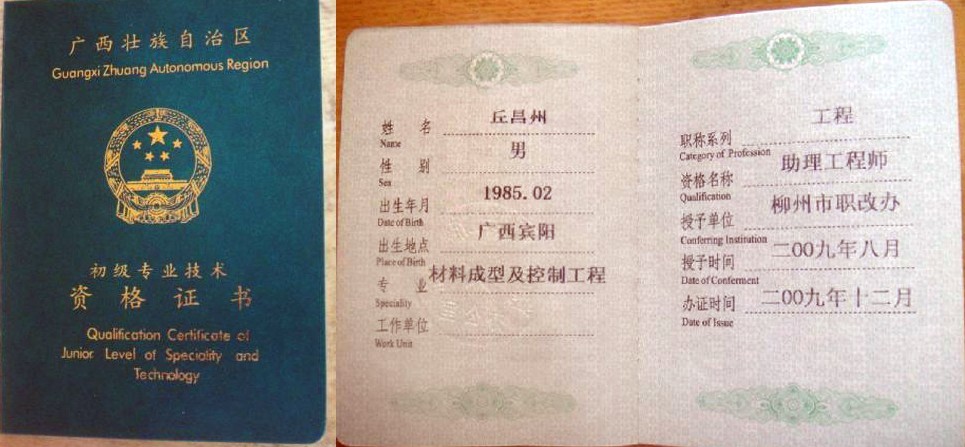 广西壮族自治区
Guangxi Zhuang Autonomous Region
初级专业技术
资格证书
Qualification Certificate of
Junior Level of Speciality and
Technology
姓名 丘昌州
Name
性别 男
Sex
出生年月 1985.02
Date of Birth
出生地点 广西宾阳
Place of Birth
专业 材料成型及控制工程
Speciality
工作单位
Work Unit
职称系列 工程
Category of Profession
资格名称 助理工程师
Qualification
授予单位 柳州市职改办
Conferring Institution
授予时间 二00九年八月
Date of Conferment
办证时间 二00九年十二月
Date of Issue